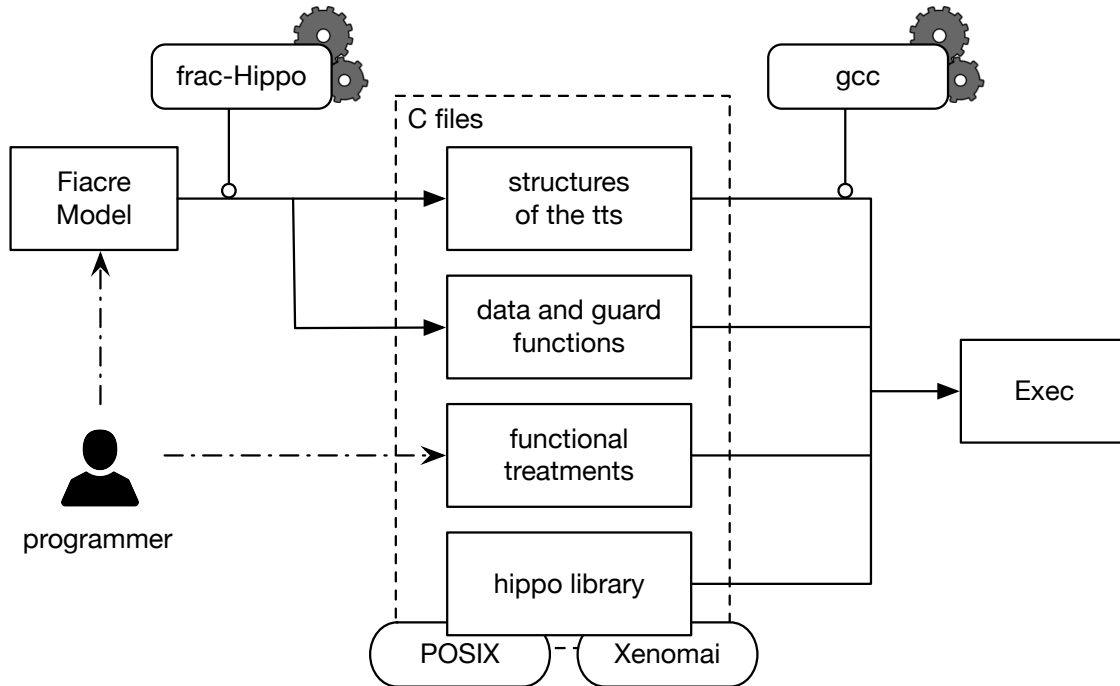 frac-Hippo
gcc
C files
Fiacre
Model
structures
of the tts
data and guard
functions
Exec
functional
treatments
programmer
hippo library
POSIX
Xenomai